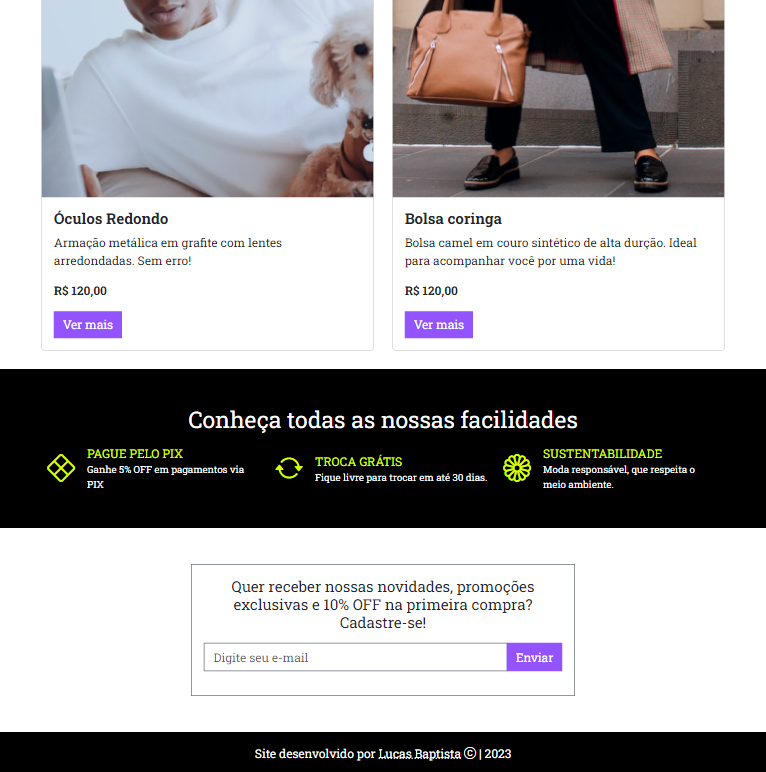 Óculos Redondo
Armação metálica em grafite com lentes
arredondadas. Sem erro!
R$ 120,00
Ver mais
Bolsa coringa
Bolsa camel em couro sintético de alta durção. Ideal
para acompanhar você por uma vida!
R$ 120,00
Ver mais
Conheça todas as nossas facilidades
PAGUE PELO PIX
Ganhe 5% OFF em pagamentos via
PIX
TROCA GRÁTIS
Fique livre para trocar em até 30 dias.
SUSTENTABILIDADE
Moda responsável, que respeita o
meio ambiente.
Quer receber nossas novidades, promoções
exclusivas e 10% OFF na primeira compra?
Cadastre-se!
Digite seu e-mail
Enviar
Site desenvolvido por Lucas Baptista © | 2023